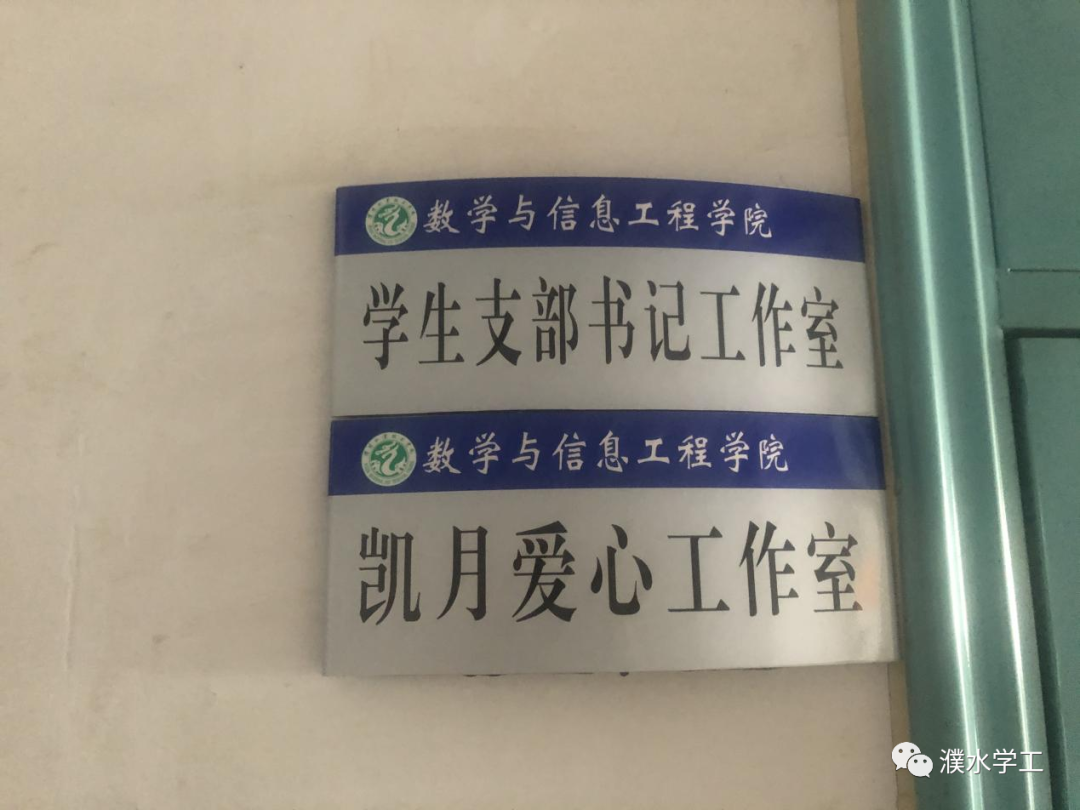 数学与信息工程学院
学生支部书记工作室
数学与信息工程学院
凯月爱心工作室
濮水学工